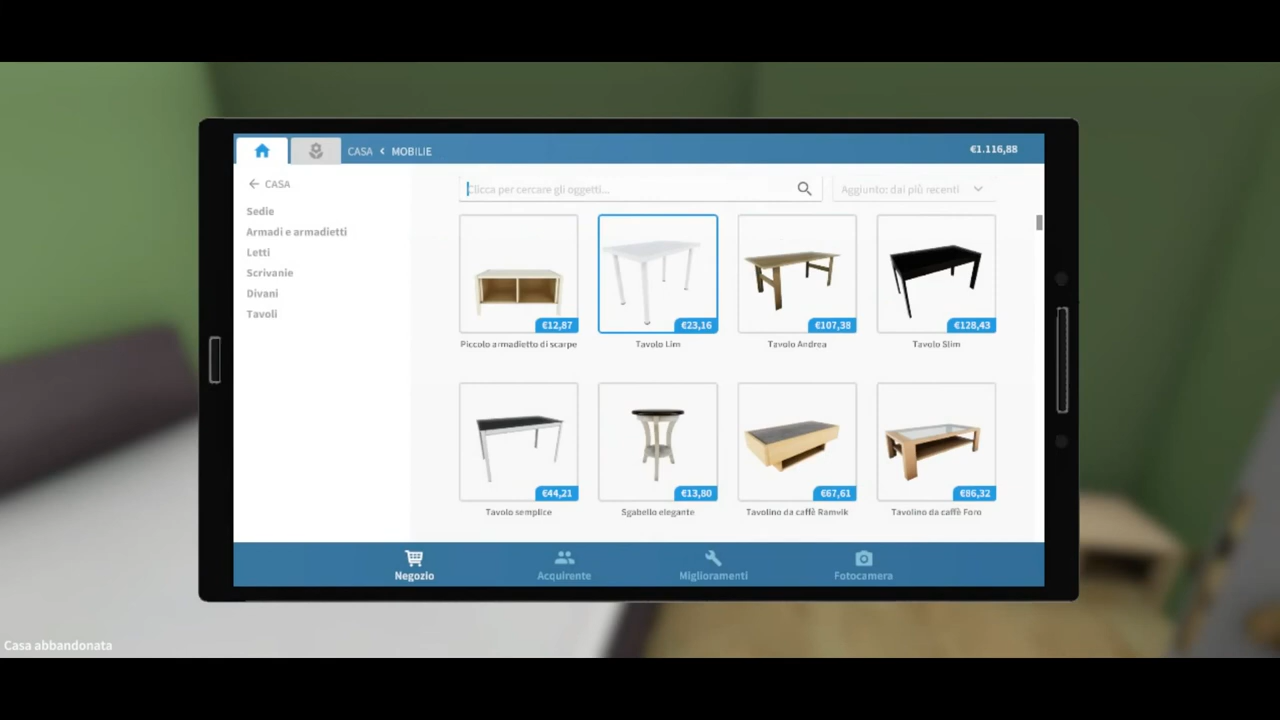 CASA < MOBILIE
€1.116,88
← CASA
Sedie
Armadi e armadietti
Letti
Scrivanie
Divani
Tavoli
Clicca per cercare gli oggetti...
Aggiunto: dai più recenti
€12,87
€23,16
€107,38
€128,43
Piccolo armadietto di scarpe
Tavolo Lim
Tavolo Andrea
Tavolo Slim
€44,21
€13,80
€67,61
€86,32
Tavolo semplice
Sgabello elegante
Tavolino da caffè Ramvik
Tavolino da caffè Foro
Negozio
Acquirente
Miglioramenti
Fotocamera
Casa abbandonata